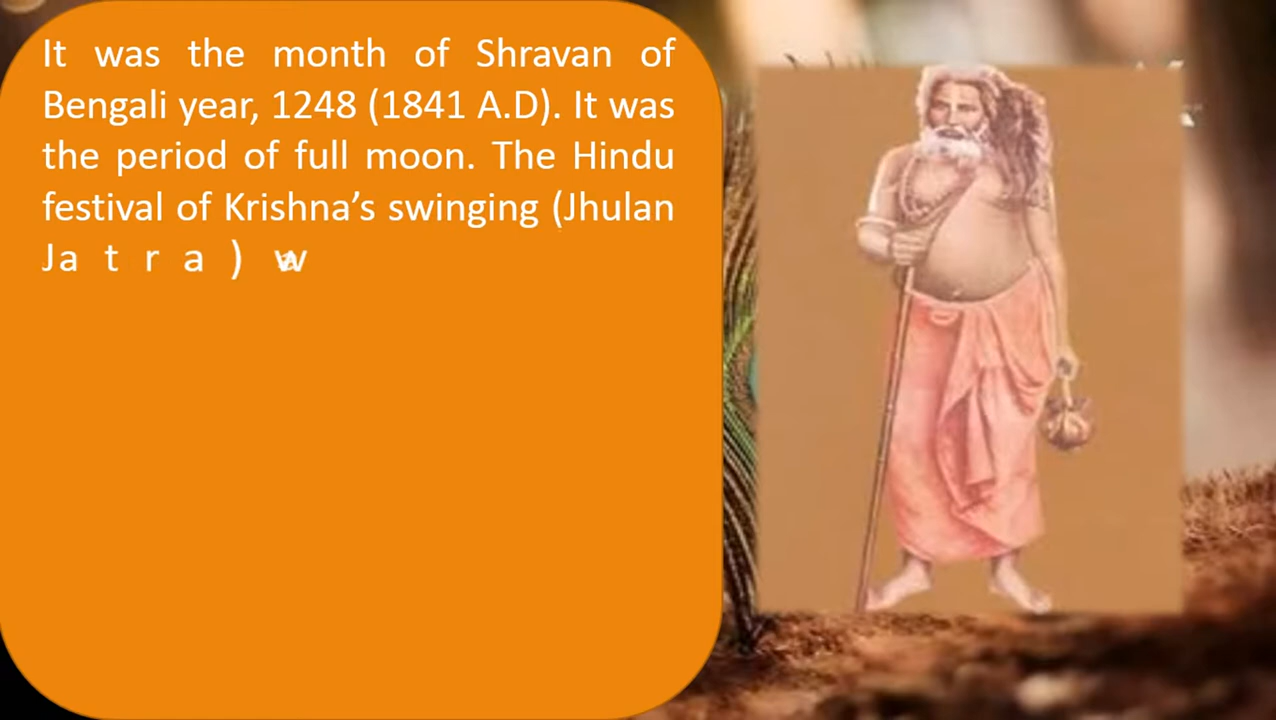 It was the month of Shravan of
Bengali year, 1248 (1841 A.D). It was
the period of full moon. The Hindu
festival of Krishna's swinging (Jhulan
Jatra)